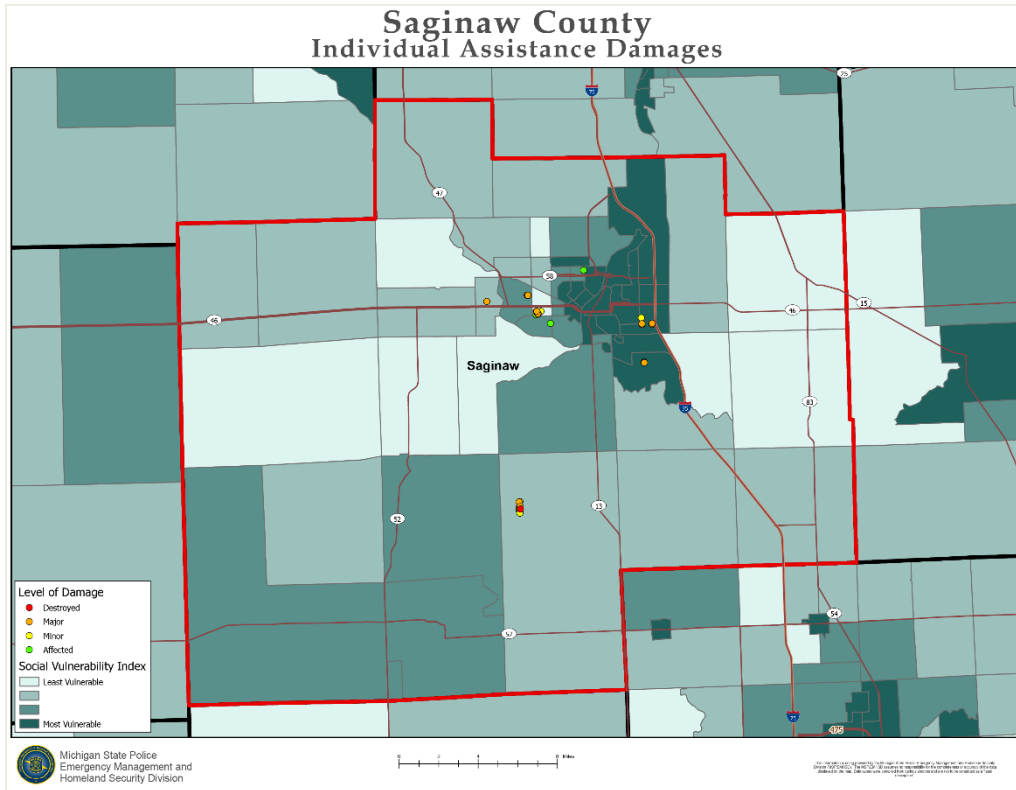 Saginaw County
Individual Assistance Damages
25
75
47
58
46
46
15
Saginaw
83
75
52
13
54
57
75
475
Level of Damage
Destroyed
Major
Minor
Affected
Social Vulnerability Index
Least Vulnerable
Most Vulnerable
Michigan State Police
Emergency Management and
Homeland Security Division
0 2 4 8 Miles